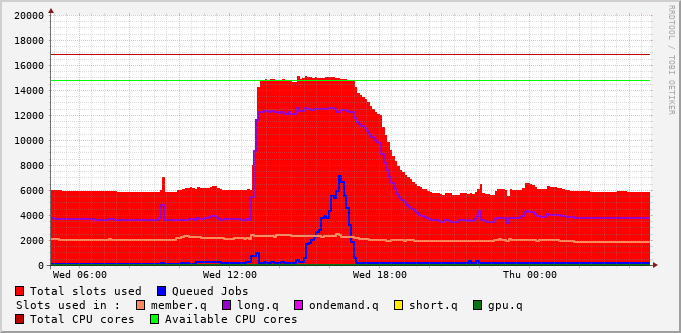 20000
18000
16000
14000
12000
10000
8000
6000
4000
2000
0
Wed 06:00 Wed 12:00 Wed 18:00 Thu 00:00
Total slots used Queued Jobs
Slots used in : member.q long.q ondemand.q short.q gpu.q
Total CPU cores Available CPU cores
RRDTOOL / TOBI OETIKER